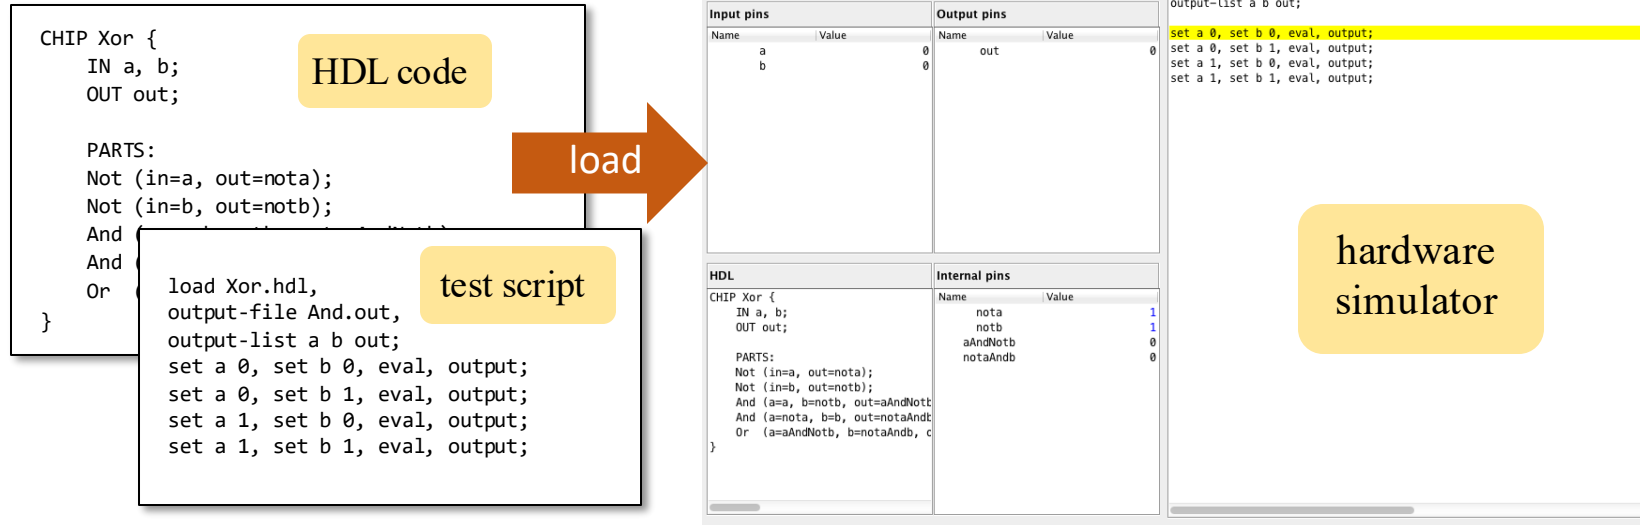 CHIP Xor {
IN a, b;
OUT out;
PARTS:
Not (in=a, out=nota);
Not (in=b, out=notb);
And (
And (
Or (
}
HDL code
load Xor.hdl,
output-file And.out,
output-list a b out;
set a 0, set b 0, eval, output;
set a 0, set b 1, eval, output;
set a 1, set b 0, eval, output;
set a 1, set b 1, eval, output;
test script
load
Input pins
Name Value
a 0
b 0
Output pins
Name Value
out 0
HDL
CHIP Xor {
IN a, b;
OUT out;
PARTS:
Not (in=a, out=nota);
Not (in=b, out=notb);
And (a=a, b=notb, out=aAndNotb
And (a=nota, b=b, out=notaAndb
Or (a=aAndNotb, b=notaAndb, o
}
Internal pins
Name Value
nota 1
notb 1
aAndNotb 0
notaAndb 0
output-list a b out;
set a 0, set b 0, eval, output;
set a 0, set b 1, eval, output;
set a 1, set b 0, eval, output;
set a 1, set b 1, eval, output;
hardware
simulator